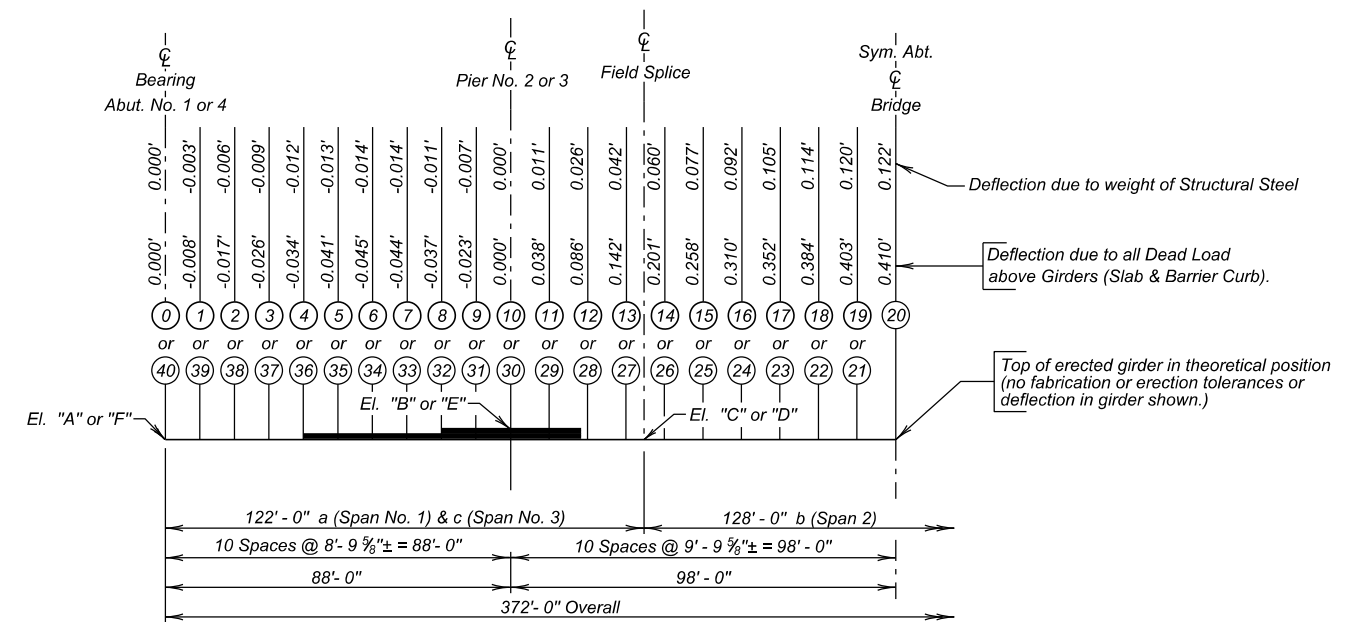 ℄
Bearing
Abut. No. 1 or 4
℄
Pier No. 2 or 3
℄
Field Splice
Sym. Abt.
℄
Bridge
0.000' -0.003' -0.006' -0.009' -0.012' -0.013' -0.014' -0.014' -0.011' -0.007' 0.000' 0.011' 0.026' 0.042' 0.060' 0.077' 0.092' 0.105' 0.114' 0.120' 0.122'
Deflection due to weight of Structural Steel
0.000' -0.008' -0.017' -0.026' -0.034' -0.041' -0.045' -0.044' -0.037' -0.023' 0.000' 0.038' 0.086' 0.142' 0.201' 0.258' 0.310' 0.352' 0.384' 0.403' 0.410'
Deflection due to all Dead Load
above Girders (Slab & Barrier Curb).
0 1 2 3 4 5 6 7 8 9 10 11 12 13 14 15 16 17 18 19 20
or or or or or or or or or or or or or or or or or or or or
40 39 38 37 36 35 34 33 32 31 30 29 28 27 26 25 24 23 22 21
Top of erected girder in theoretical position
(no fabrication or erection tolerances or
deflection in girder shown.)
El. "A" or "F"
El. "B" or "E"
El. "C" or "D"
122' - 0" a (Span No. 1) & c (Span No. 3)
128' - 0" b (Span 2)
10 Spaces @ 8'- 9 ⅝"± = 88'- 0"
10 Spaces @ 9' - 9 ⅝"± = 98' - 0"
88'- 0"
98' - 0"
372'- 0" Overall